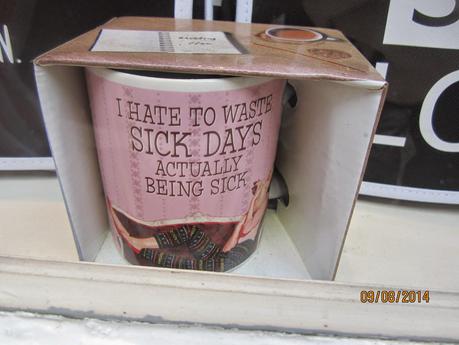 I HATE TO WASTE
SICK DAYS
ACTUALLY
BEING SICK
09/08/2014